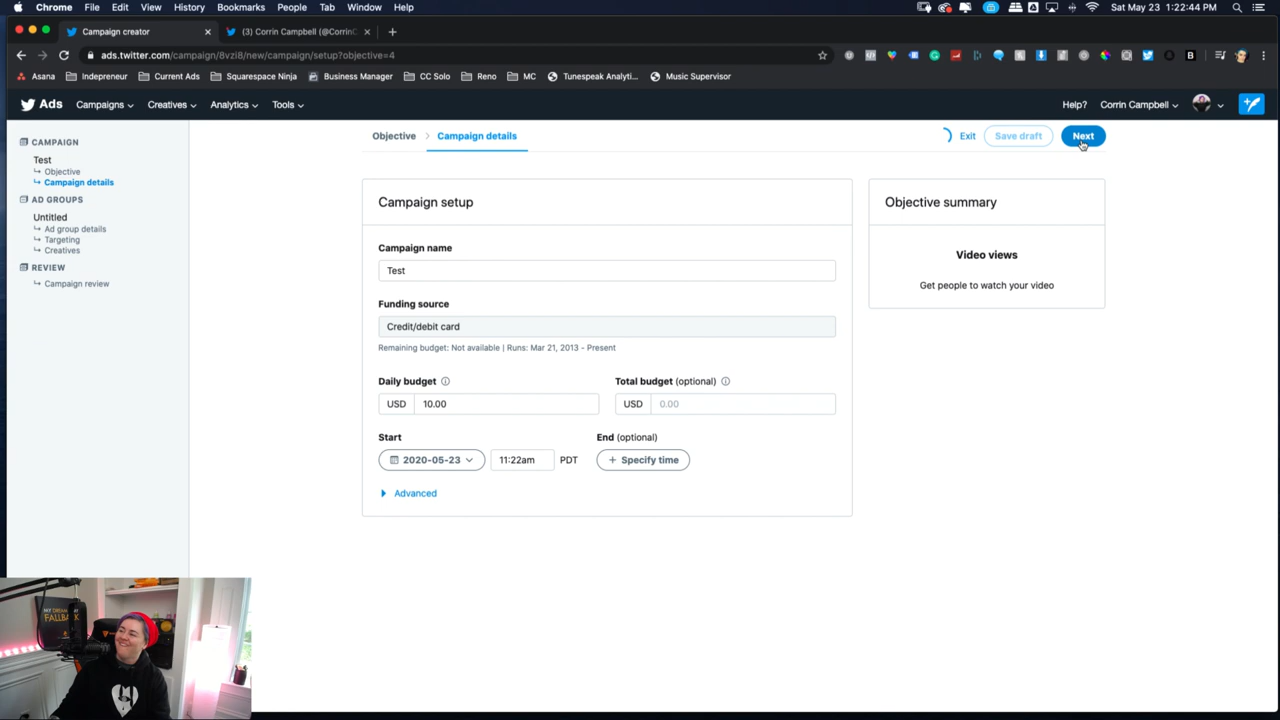 Chrome File Edit View History Bookmarks People Tab Window Help
Sat May 23 1:22:44 PM
Campaign creator
(3) Corrin Campbell (@CorrinC
ads.twitter.com/campaign/8vzi8/new/campaign/setup?objective=4
Asana Indepreneur Current Ads Squarespace Ninja Business Manager CC Solo Reno MC Tunespeak Analyti... Music Supervisor
Ads Campaigns Creatives Analytics Tools Help? Corrin Campbell
CAMPAIGN
Test
Objective
Campaign details
AD GROUPS
Untitled
Ad group details
Targeting
Creatives
REVIEW
Campaign review
Objective Campaign details Exit Save draft Next
Campaign setup
Campaign name
Test
Funding source
Credit/debit card
Remaining budget: Not available | Runs: Mar 21, 2013 - Present
Daily budget Total budget (optional)
USD 10.00 USD 0.00
Start End (optional)
2020-05-23 11:22am PDT + Specify time
Advanced
Objective summary
Video views
Get people to watch your video
MY DREAM
FALLBACK